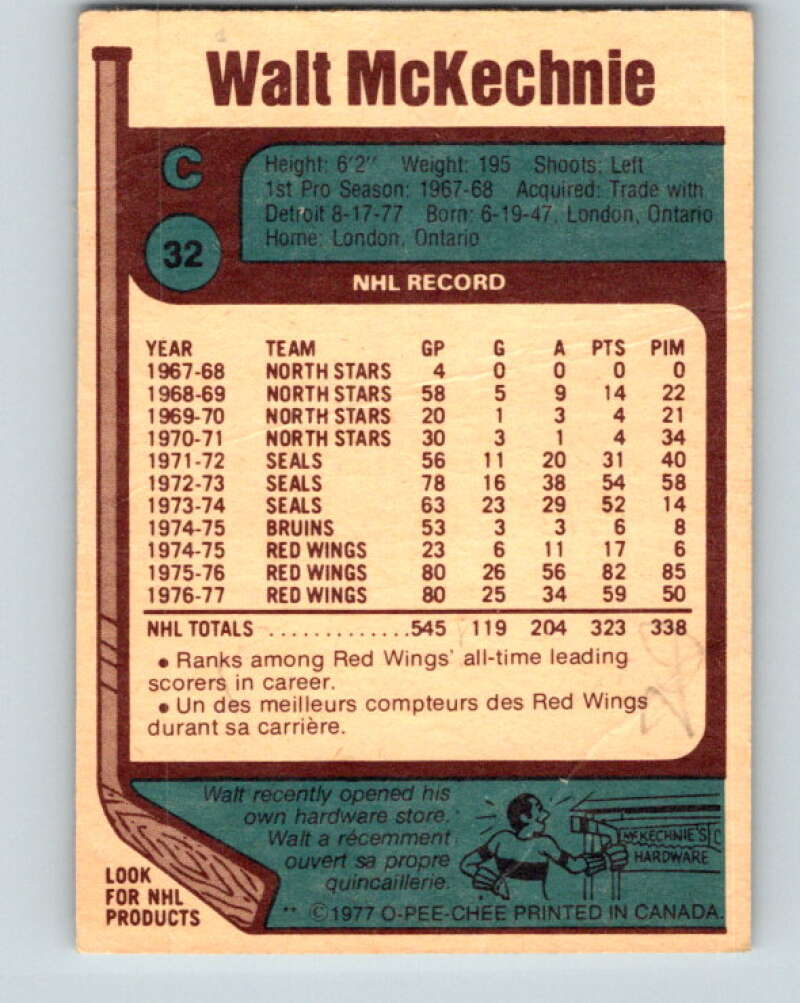 Walt McKechnie
C
Height: 6'2" Weight: 195 Shoots: Left
1st Pro Season: 1967-68 Acquired: Trade with
Detroit 8-17-77 Born: 6-19-47, London, Ontario
Home: London, Ontario
32
NHL RECORD
YEAR TEAM GP G A PTS PIM
1967-68 NORTH STARS 4 0 0 0 0
1968-69 NORTH STARS 58 5 9 14 22
1969-70 NORTH STARS 20 1 3 4 21
1970-71 NORTH STARS 30 3 1 4 34
1971-72 SEALS 56 11 20 31 40
1972-73 SEALS 78 16 38 54 58
1973-74 SEALS 63 23 29 52 14
1974-75 BRUINS 53 3 3 6 8
1974-75 RED WINGS 23 6 11 17 6
1975-76 RED WINGS 80 26 56 82 85
1976-77 RED WINGS 80 25 34 59 50
NHL TOTALS .............545 119 204 323 338
• Ranks among Red Wings' all-time leading
scorers in career.
• Un des meilleurs compteurs des Red Wings
durant sa carrière.
Walt recently opened his
own hardware store.
Walt a récemment
ouvert sa propre
quincaillerie.
McKECHNIE'S
HARDWARE
LOOK
FOR NHL
PRODUCTS
** ©1977 O-PEE-CHEE PRINTED IN CANADA.